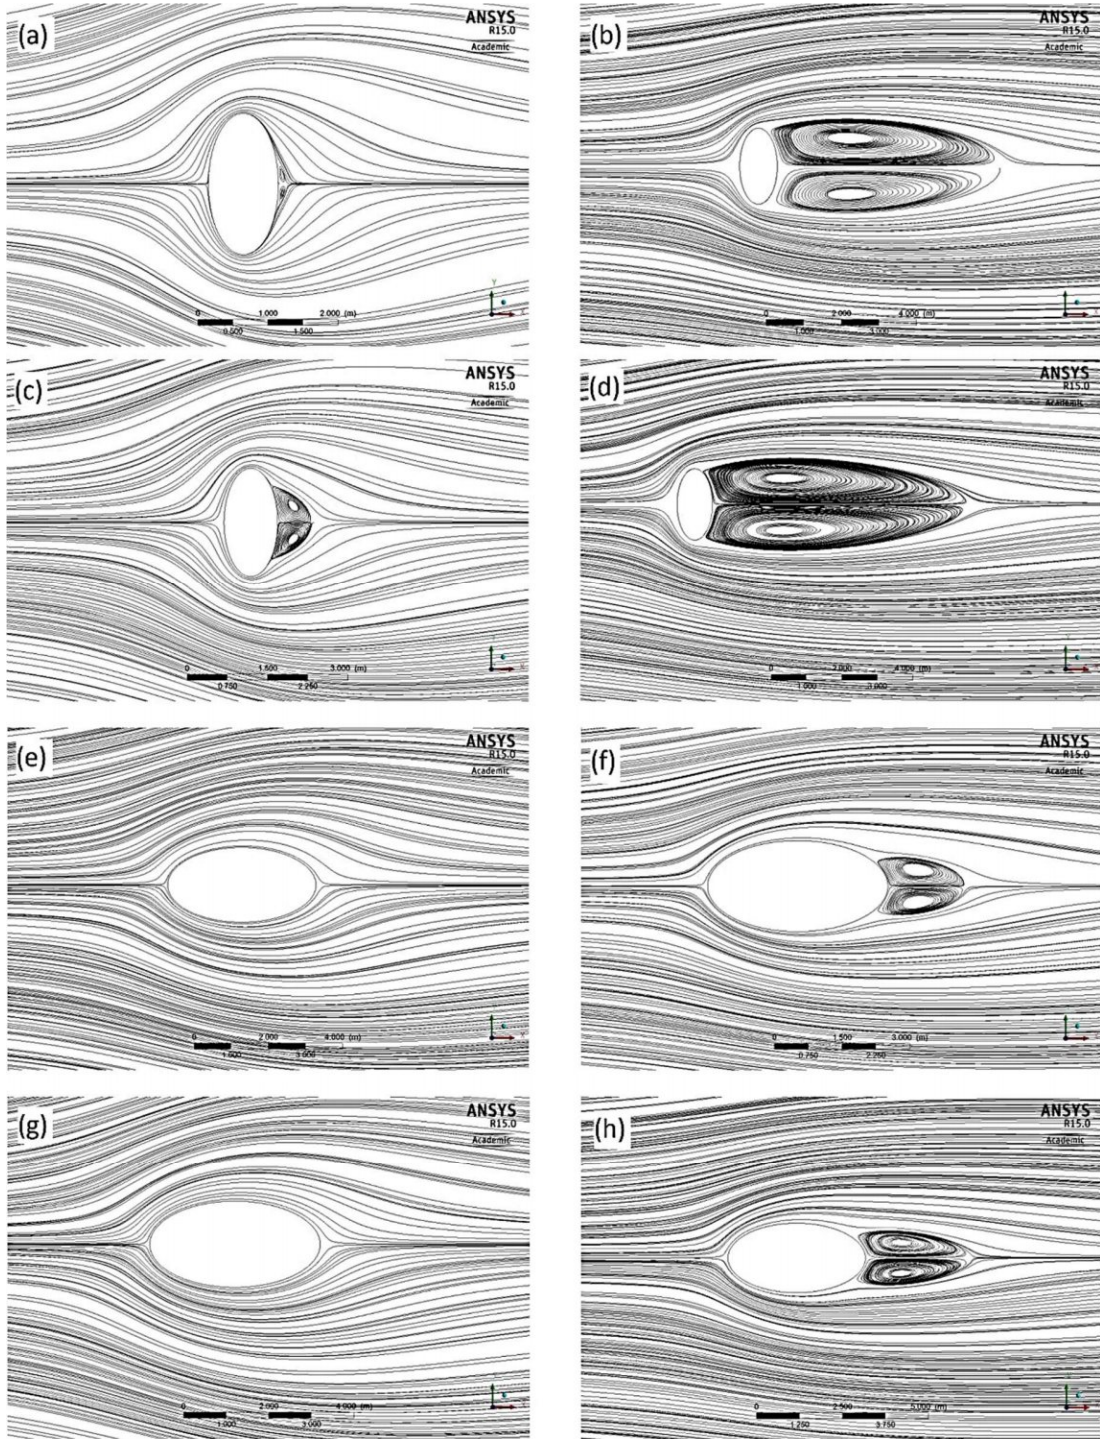 (a)
ANSYS
R15.0
Academic
Y
X
0 1.000 2.000 (m)
0.500 1.500
(b)
ANSYS
R15.0
Academic
0 2.000 4.000 (m)
1.000 3.000
(c)
ANSYS
R15.0
Academic
0 1.500 3.000 (m)
0.750 2.250
(d)
ANSYS
R15.0
Academic
0 2.000 4.000 (m)
1.000 3.000
(e)
ANSYS
R15.0
Academic
0 2.000 4.000 (m)
1.000 3.000
(f)
ANSYS
R15.0
Academic
0 1.500 3.000 (m)
0.750 2.250
(g)
ANSYS
R15.0
Academic
0 2.000 4.000 (m)
1.000 3.000
(h)
ANSYS
R15.0
Academic
0 2.500 5.000 (m)
1.250 3.750